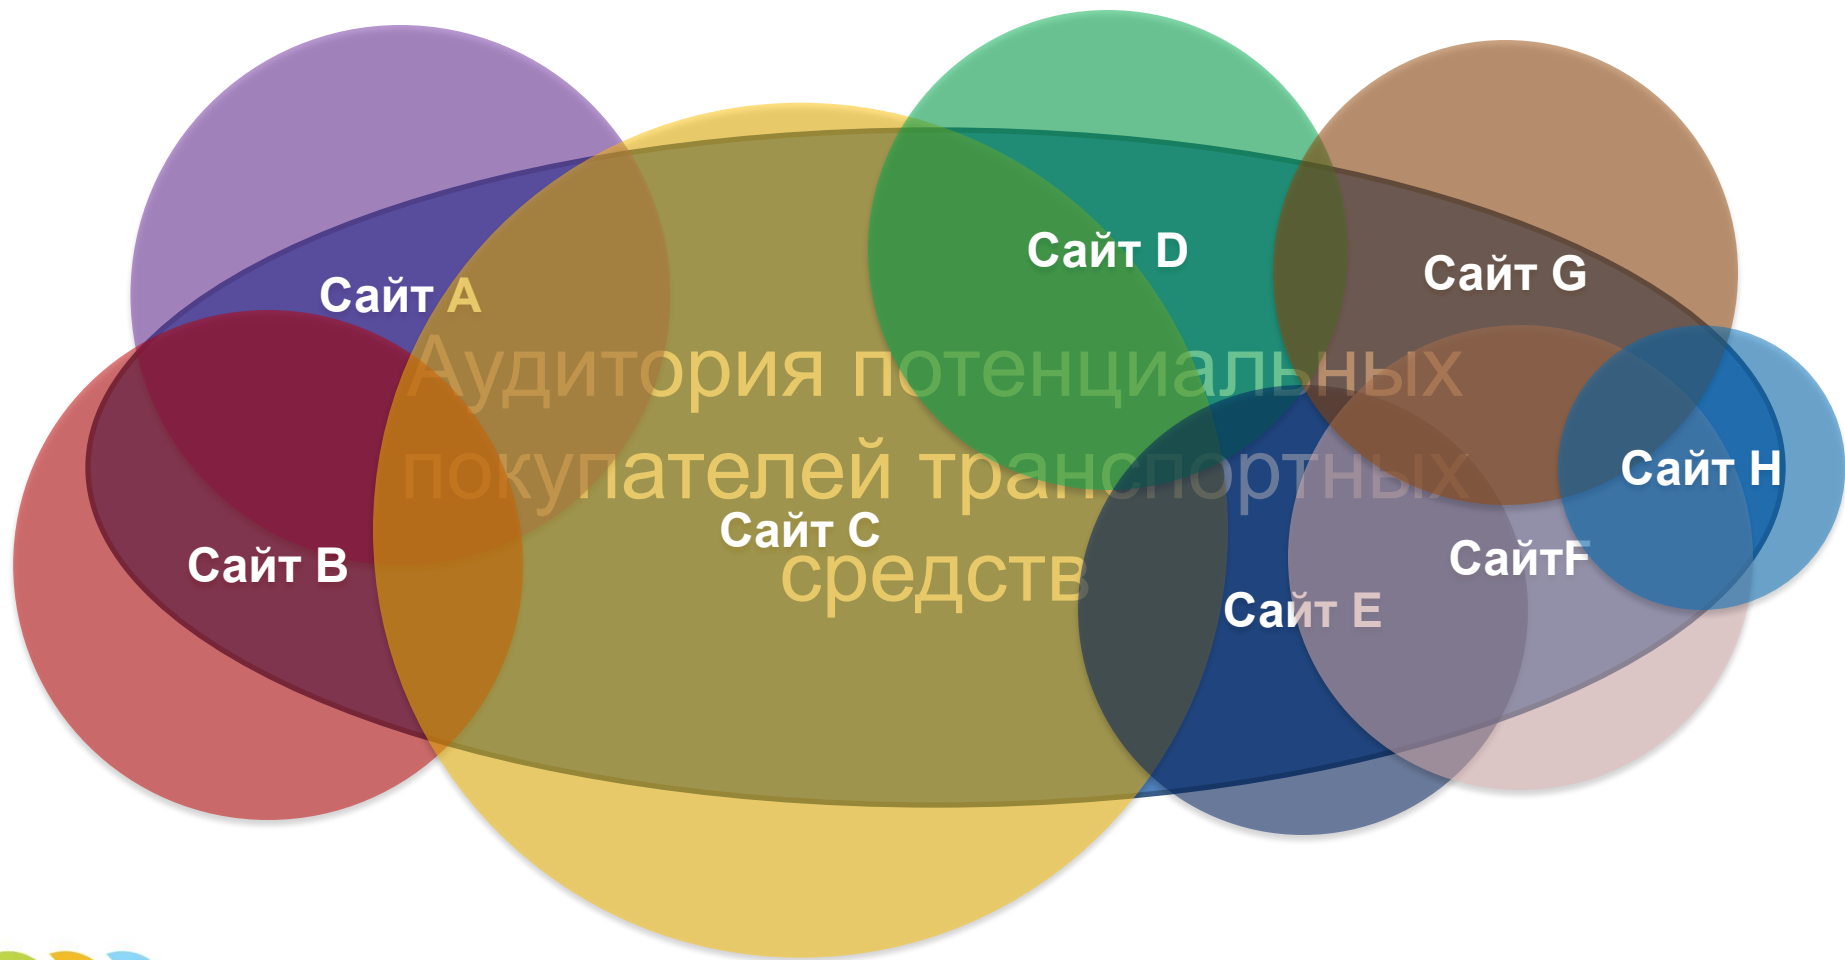 Сайт D
Сайт G
Сайт A
Аудитория потенциальных
покупателей транспортных
средств
Сайт H
Сайт C
Сайт B
СайтF
Сайт E